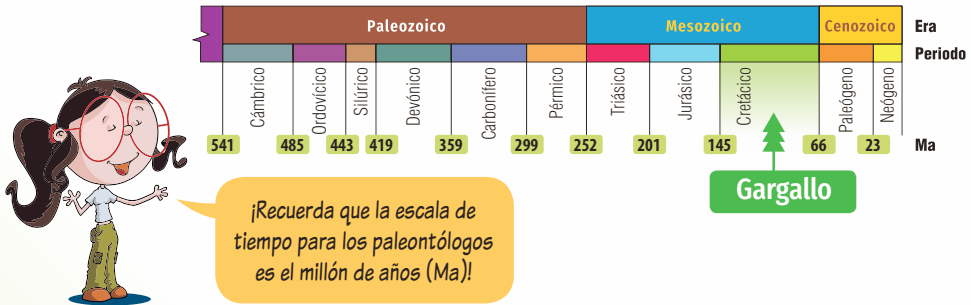 Paleozoico Mesozoico Cenozoico Era
Periodo
Cámbrico Ordovícico Silúrico Devónico Carbonífero Pérmico Triásico Jurásico Cretácico Paleógeno Neógeno
541 485 443 419 359 299 252 201 145 66 23 Ma
Gargallo
¡Recuerda que la escala de
tiempo para los paleontólogos
es el millón de años (Ma)!